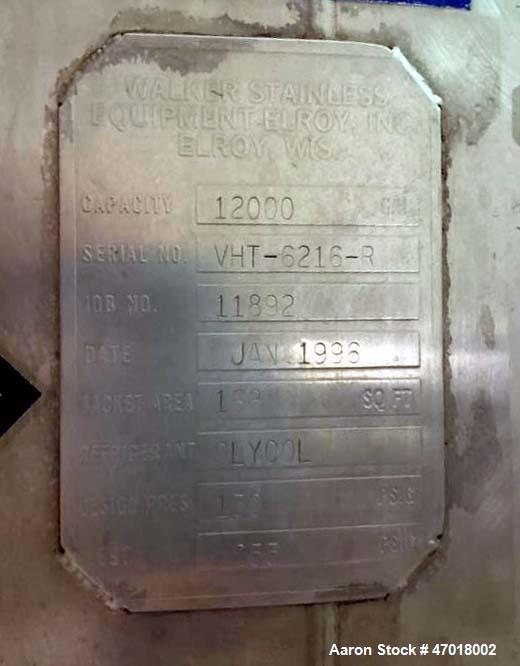 WALKER STAINLESS
EQUIPMENT-ELROY, INC.
ELROY, WIS.
CAPACITY 12000 GAL
SERIAL NO. VHT-6216-R
JOB NO. 11892
DATE JAN 1996
JACKET AREA SQ FT
REFRIGERANT GLYCOL
DESIGN PRES PSIG
TEST PSIG
Aaron Stock # 47018002